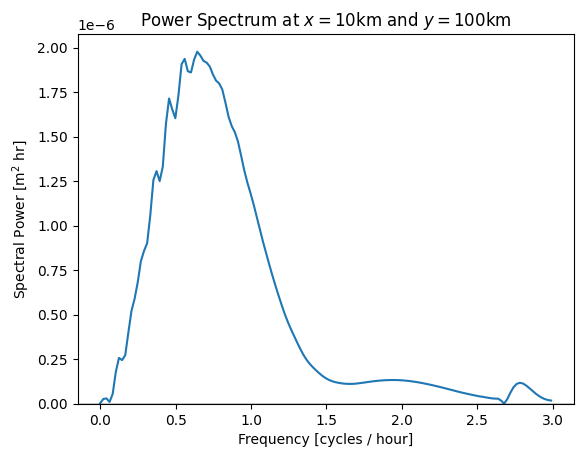 Power Spectrum at x = 10km and y = 100km
1e−6
2.00
1.75
1.50
1.25
1.00
0.75
0.50
0.25
0.00
Spectral Power [m² hr]
0.0 0.5 1.0 1.5 2.0 2.5 3.0
Frequency [cycles / hour]